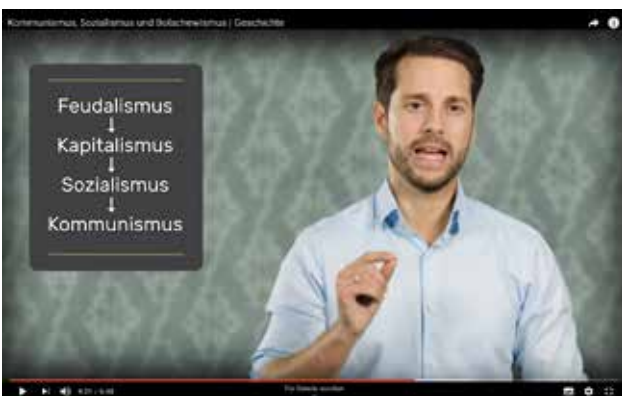 Kommunismus, Sozialismus und Bolschewismus | Geschichte
Feudalismus
↓
Kapitalismus
↓
Sozialismus
↓
Kommunismus